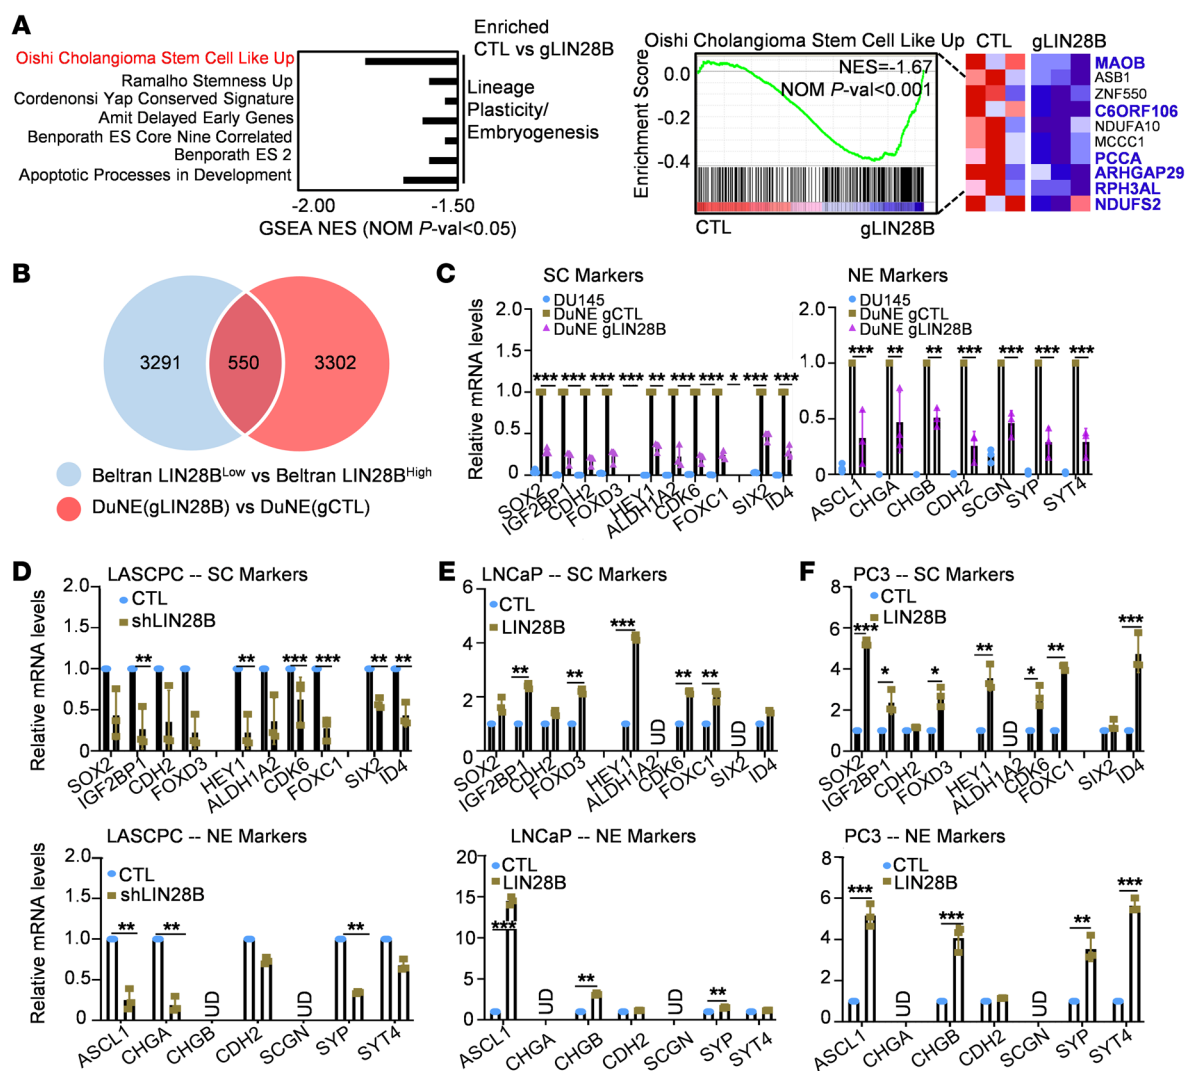 A
Enriched
CTL vs gLIN28B
Oishi Cholangioma Stem Cell Like Up
Ramalho Stemness Up
Cordenonsi Yap Conserved Signature
Amit Delayed Early Genes
Benporath ES Core Nine Correlated
Benporath ES 2
Apoptotic Processes in Development
Lineage
Plasticity/
Embryogenesis
-2.00
-1.50
GSEA NES (NOM P-val<0.05)
Oishi Cholangioma Stem Cell Like Up
NES=-1.67
NOM P-val<0.001
Enrichment Score
0.0
-0.2
-0.4
CTL
gLIN28B
CTL
gLIN28B
MAOB
ASB1
ZNF550
C6ORF106
NDUFA10
MCCC1
PCCA
ARHGAP29
RPH3AL
NDUFS2
B
3291
550
3302
Beltran LIN28BLow vs Beltran LIN28BHigh
DuNE(gLIN28B) vs DuNE(gCTL)
C
SC Markers
DU145
DuNE gCTL
DuNE gLIN28B
Relative mRNA levels
2.0
1.5
1.0
0.5
0
*** *** *** *** *** ** *** *** * *** ***
SOX2
IGF2BP1
CDH2
FOXD3
HEY1
ALDH1A2
CDK6
FOXC1
SIX2
ID4
NE Markers
DU145
DuNE gCTL
DuNE gLIN28B
2.0
1.0
0.5
0
*** ** ** *** *** *** ***
ASCL1
CHGA
CHGB
CDH2
SCGN
SYP
SYT4
D
LASCPC -- SC Markers
CTL
shLIN28B
Relative mRNA levels
2.0
1.5
1.0
0.5
0
** ** *** *** ** **
SOX2
IGF2BP1
CDH2
FOXD3
HEY1
ALDH1A2
CDK6
FOXC1
SIX2
ID4
LASCPC -- NE Markers
CTL
shLIN28B
Relative mRNA levels
2.0
1.5
1.0
0.5
0
** ** UD UD **
ASCL1
CHGA
CHGB
CDH2
SCGN
SYP
SYT4
E
LNCaP -- SC Markers
CTL
LIN28B
6
4
2
0
** ** *** UD ** ** UD
SOX2
IGF2BP1
CDH2
FOXD3
HEY1
ALDH1A2
CDK6
FOXC1
SIX2
ID4
LNCaP -- NE Markers
CTL
LIN28B
20
15
10
5
0
*** UD ** UD **
ASCL1
CHGA
CHGB
CDH2
SCGN
SYP
SYT4
F
PC3 -- SC Markers
CTL
LIN28B
8
6
4
2
0
*** * * ** UD * ** ***
SOX2
IGF2BP1
CDH2
FOXD3
HEY1
ALDH1A2
CDK6
FOXC1
SIX2
ID4
PC3 -- NE Markers
CTL
LIN28B
8
6
4
2
0
*** UD *** UD ** ***
ASCL1
CHGA
CHGB
CDH2
SCGN
SYP
SYT4